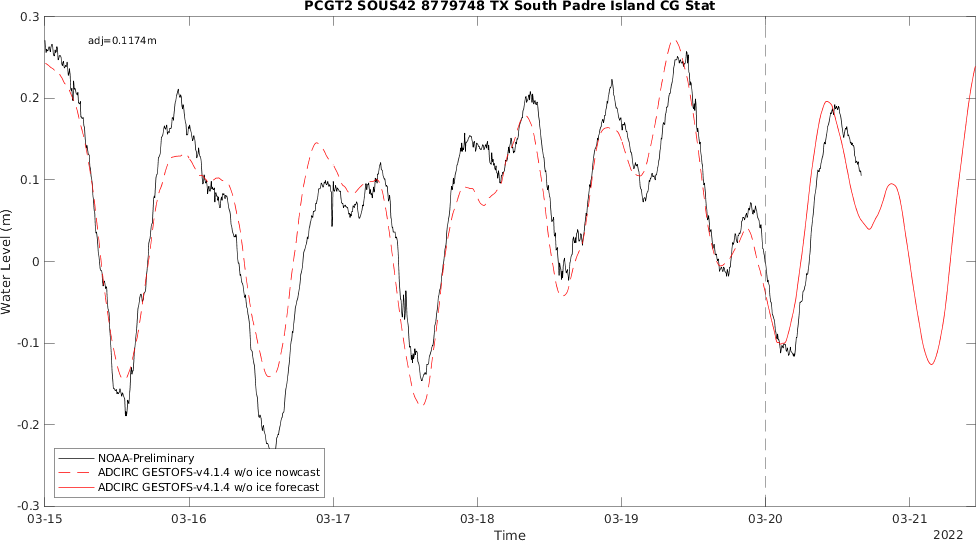 PCGT2 SOUS42 8779748 TX South Padre Island CG Stat
adj=0.1174m
0.3
0.2
0.1
0
-0.1
-0.2
-0.3
Water Level (m)
NOAA-Preliminary
ADCIRC GESTOFS-v4.1.4 w/o ice nowcast
ADCIRC GESTOFS-v4.1.4 w/o ice forecast
03-15 03-16 03-17 03-18 03-19 03-20 03-21
Time
2022